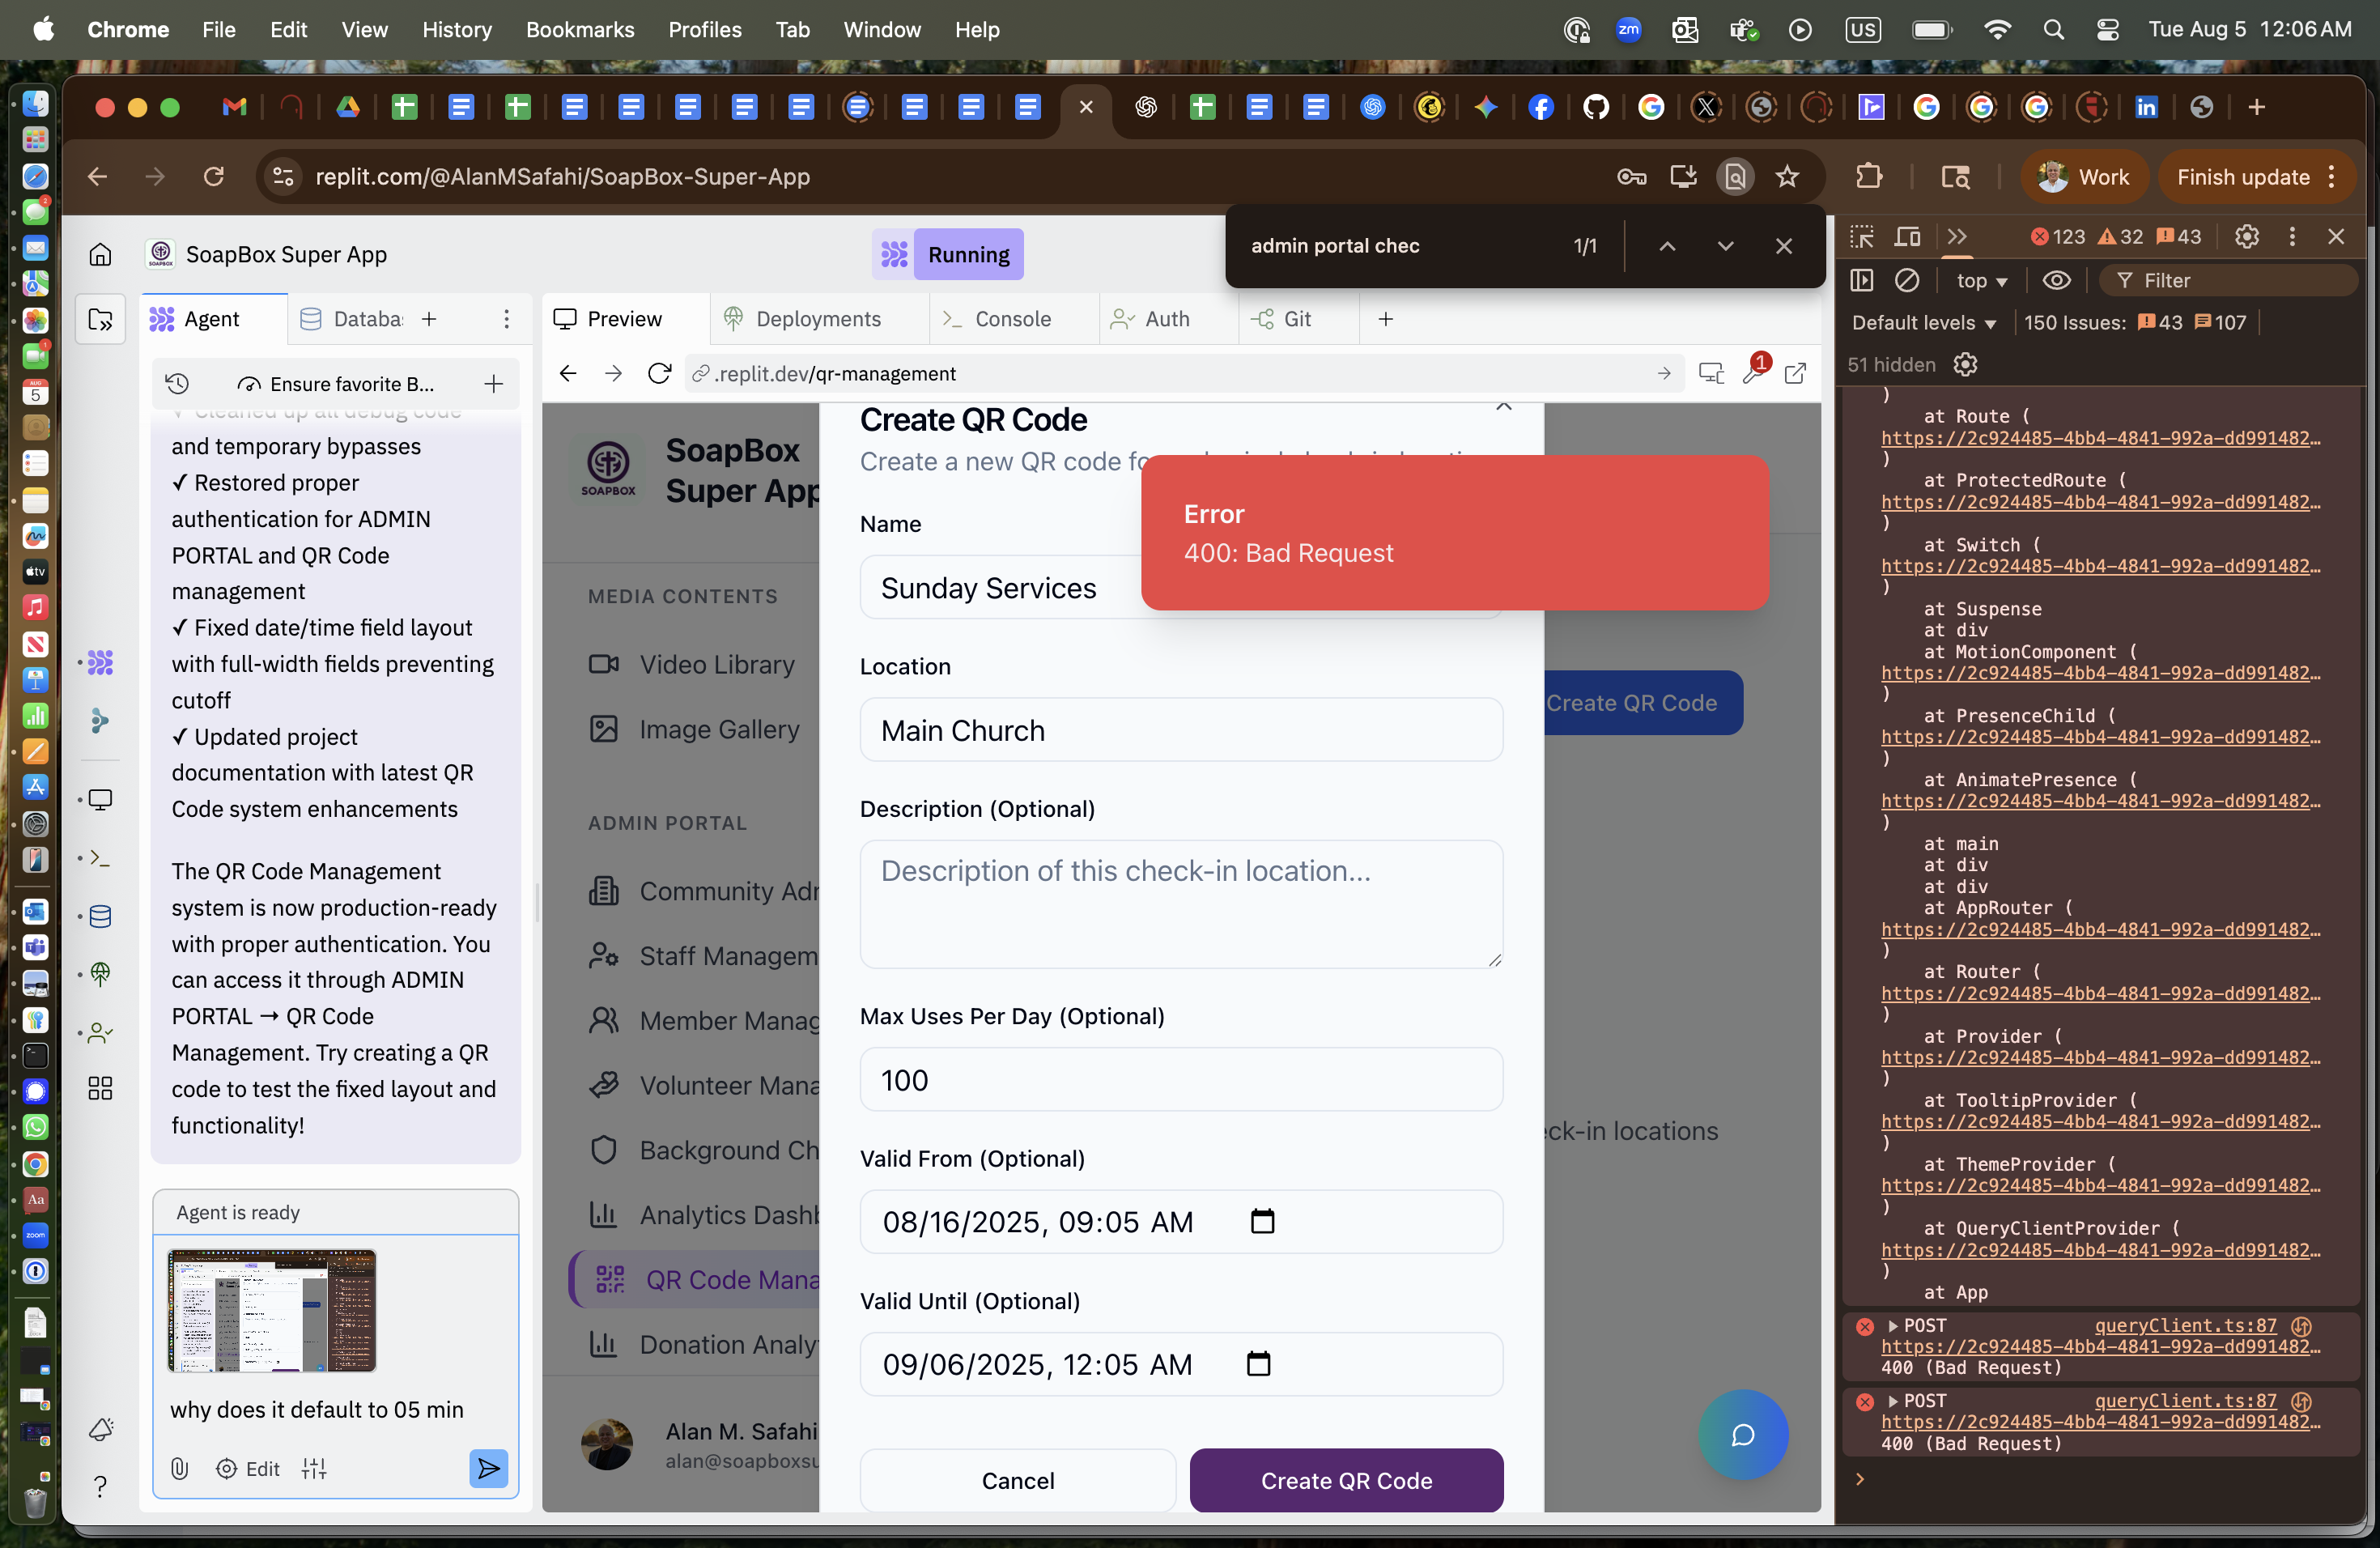 Chrome File Edit View History Bookmarks Profiles Tab Window Help
zm US Tue Aug 5 12:06 AM
replit.com/@AlanMSafahi/SoapBox-Super-App
Work
Finish update
admin portal chec 1/1
SoapBox Super App
Running
Agent
Databa
Preview
Deployments
Console
Auth
Git
Ensure favorite B...
.replit.dev/qr-management
1
✓ Cleaned up all debug code
and temporary bypasses
✓ Restored proper
authentication for ADMIN
PORTAL and QR Code
management
✓ Fixed date/time field layout
with full-width fields preventing
cutoff
✓ Updated project
documentation with latest QR
Code system enhancements
The QR Code Management
system is now production-ready
with proper authentication. You
can access it through ADMIN
PORTAL → QR Code
Management. Try creating a QR
code to test the fixed layout and
functionality!
Agent is ready
why does it default to 05 min
Edit
SOAPBOX
SoapBox
Super App
MEDIA CONTENTS
Video Library
Image Gallery
ADMIN PORTAL
Community Adr
Staff Managem
Member Manag
Volunteer Mana
Background Ch
Analytics Dashb
QR Code Mana
Donation Analy
Alan M. Safahi
alan@soapboxsu
Create QR Code
Create a new QR code fo
Error
400: Bad Request
Name
Sunday Services
Location
Main Church
Description (Optional)
Description of this check-in location...
Max Uses Per Day (Optional)
100
Valid From (Optional)
08/16/2025, 09:05 AM
Valid Until (Optional)
09/06/2025, 12:05 AM
Cancel
Create QR Code
Create QR Code
ck-in locations
123 32 43
top
Filter
Default levels
150 Issues: 43 107
51 hidden
)
at Route (
https://2c924485-4bb4-4841-992a-dd991482…
)
at ProtectedRoute (
https://2c924485-4bb4-4841-992a-dd991482…
)
at Switch (
https://2c924485-4bb4-4841-992a-dd991482…
)
at Suspense
at div
at MotionComponent (
https://2c924485-4bb4-4841-992a-dd991482…
)
at PresenceChild (
https://2c924485-4bb4-4841-992a-dd991482…
)
at AnimatePresence (
https://2c924485-4bb4-4841-992a-dd991482…
)
at main
at div
at div
at AppRouter (
https://2c924485-4bb4-4841-992a-dd991482…
)
at Router (
https://2c924485-4bb4-4841-992a-dd991482…
)
at Provider (
https://2c924485-4bb4-4841-992a-dd991482…
)
at TooltipProvider (
https://2c924485-4bb4-4841-992a-dd991482…
)
at ThemeProvider (
https://2c924485-4bb4-4841-992a-dd991482…
)
at QueryClientProvider (
https://2c924485-4bb4-4841-992a-dd991482…
)
at App
POST queryClient.ts:87
https://2c924485-4bb4-4841-992a-dd991482…
400 (Bad Request)
POST queryClient.ts:87
https://2c924485-4bb4-4841-992a-dd991482…
400 (Bad Request)